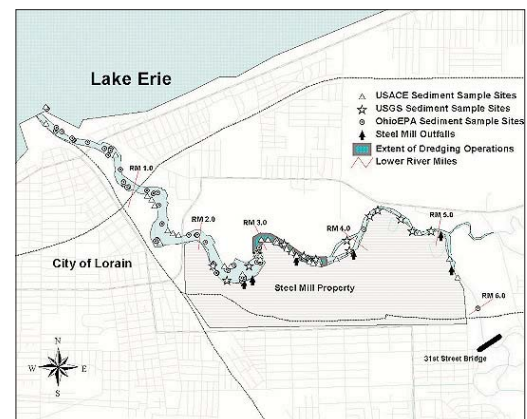 Lake Erie
USACE Sediment Sample Sites
USGS Sediment Sample Sites
OhioEPA Sediment Sample Sites
Steel Mill Outfalls
Extent of Dredging Operations
Lower River Miles
RM 1.0
RM 2.0
RM 3.0
RM 4.0
RM 5.0
City of Lorain
Steel Mill Property
RM 6.0
31st Street Bridge
N
W
E
S